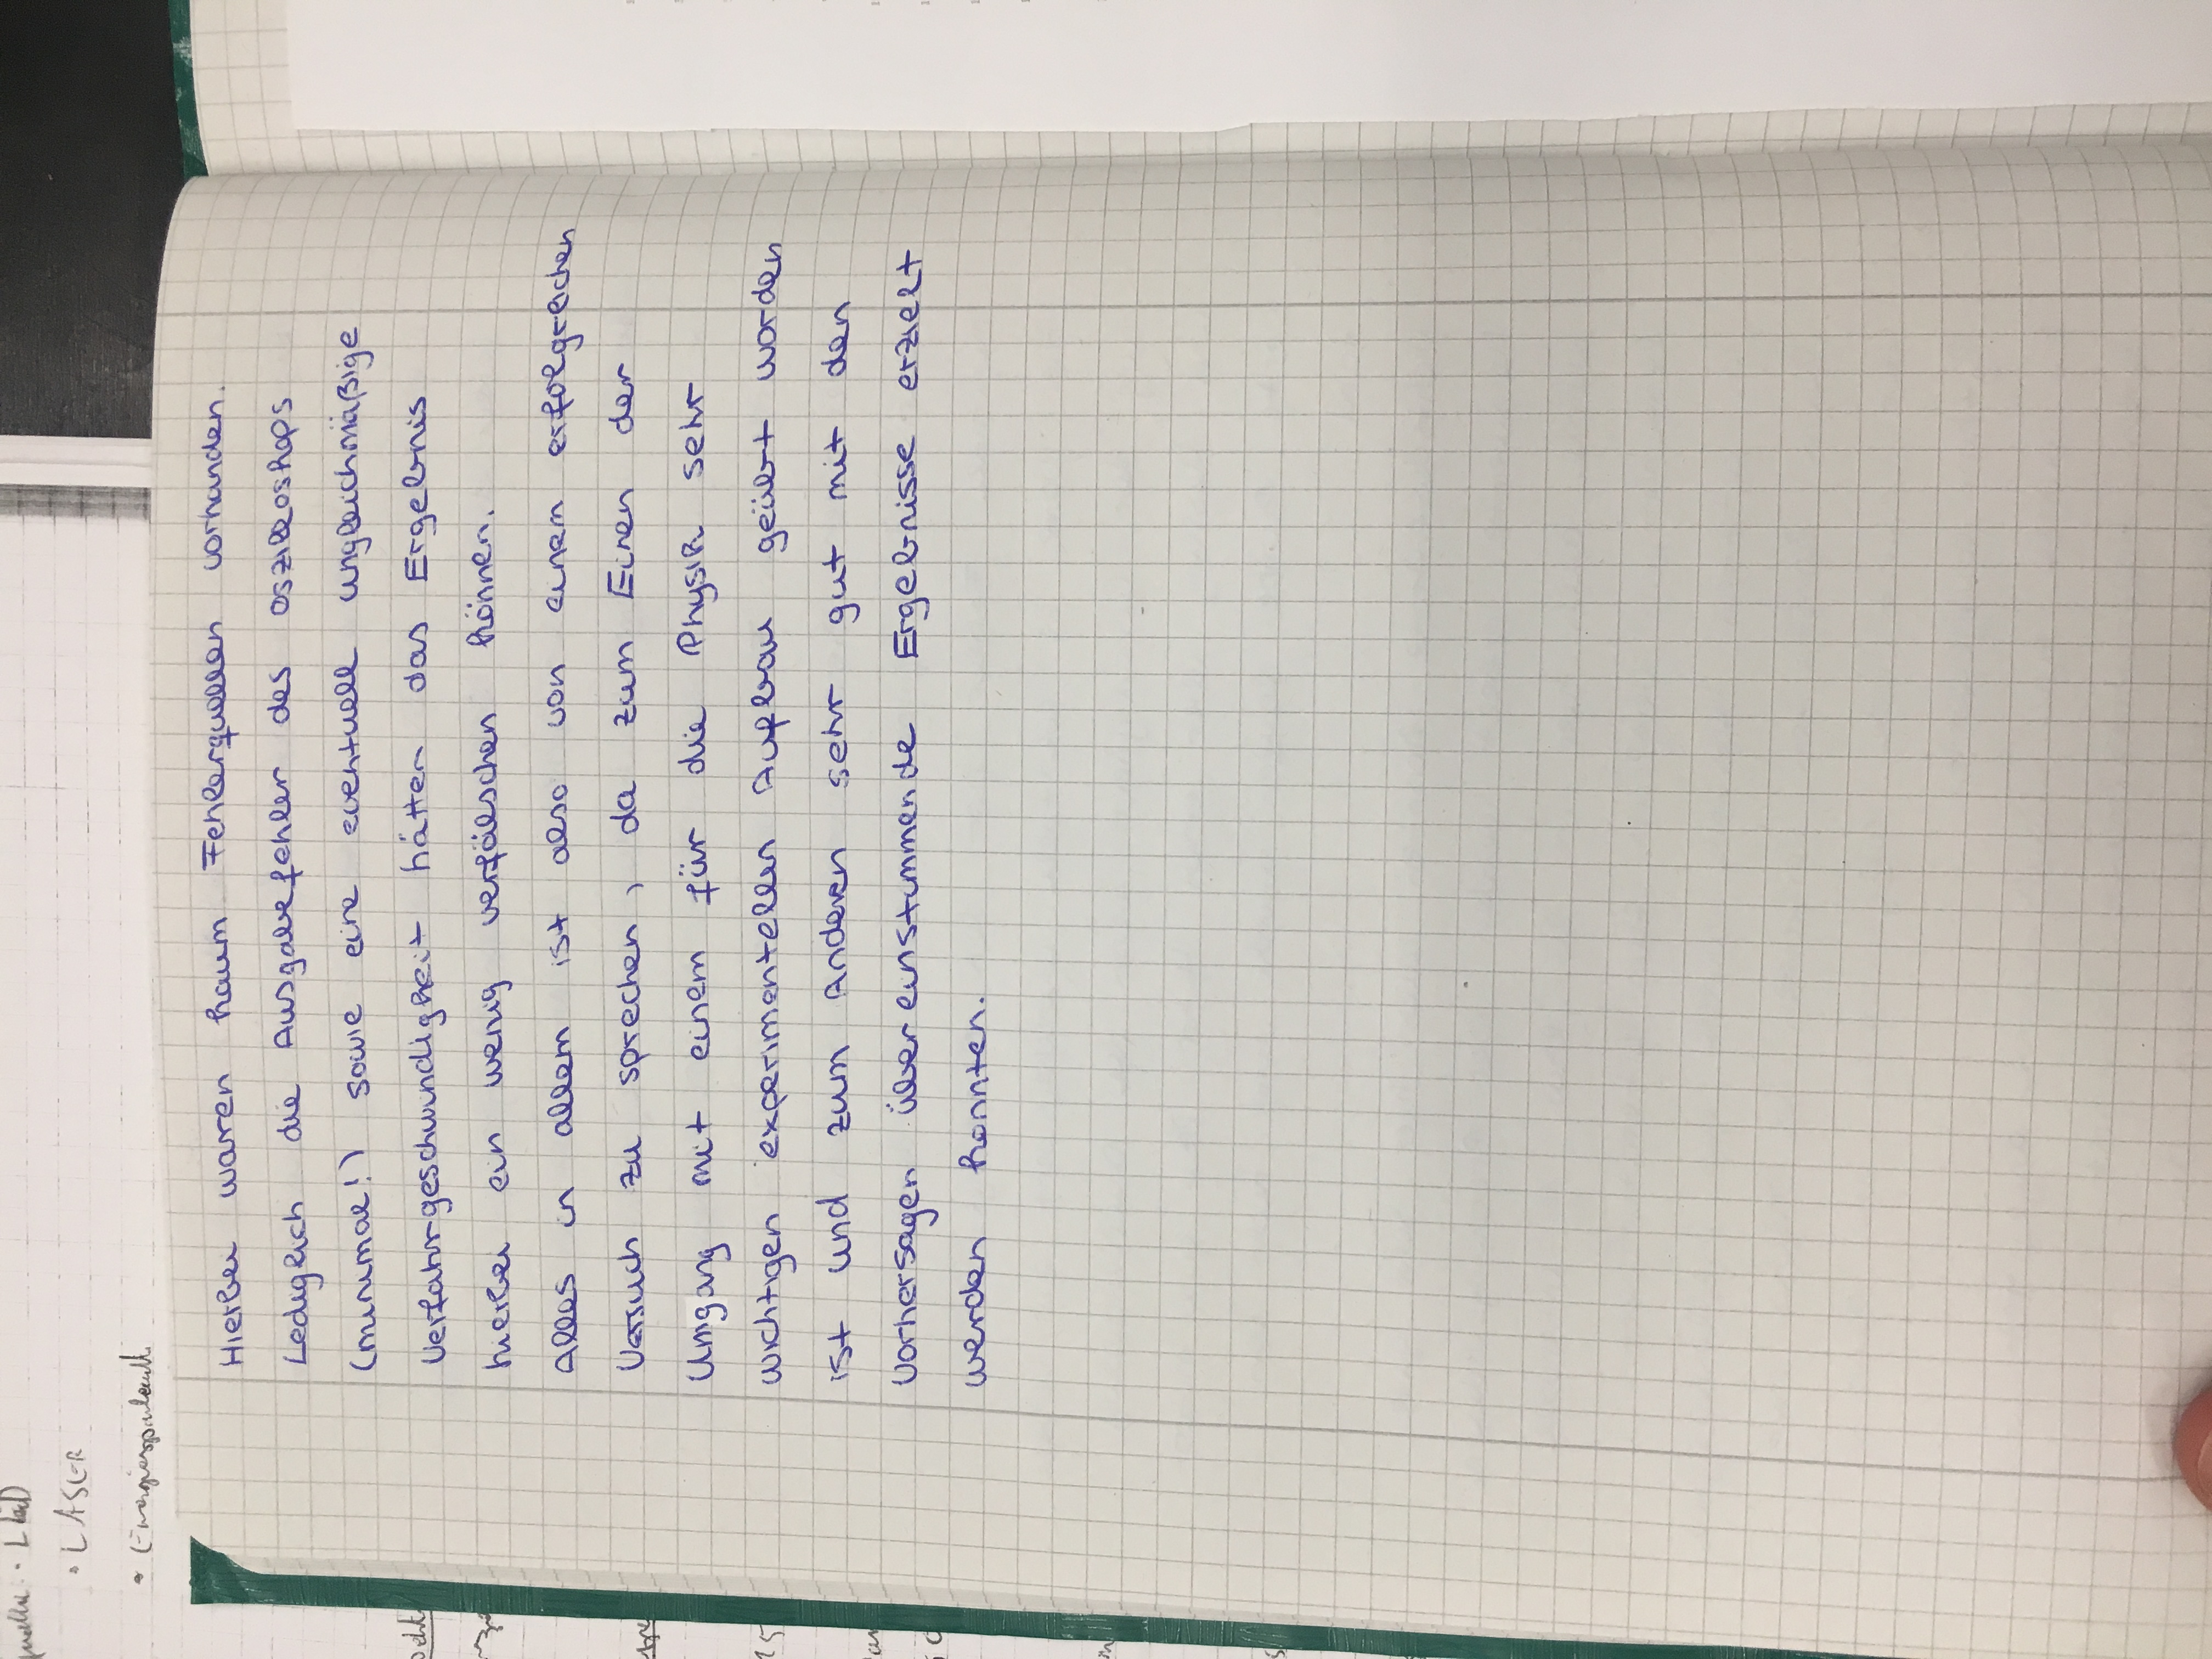 • LED
• LASER
Hierbei waren kaum Fehlerquellen vorhanden.
Lediglich die Ausgabefehler des Oszilloskops
(minimal!) sowie eine eventuell ungleichmäßige
Verfahrgeschwindigkeit hätten das Ergebnis
hierbei ein wenig verfälschen können.
Alles in allem ist also von einem erfolgreichen
Versuch zu sprechen, da zum Einen der
Umgang mit einem für die Physik sehr
wichtigen experimentellen Aufbau geübt worden
ist und zum Anderen sehr gut mit den
Vorhersagen übereinstimmende Ergebnisse erzielt
werden konnten.